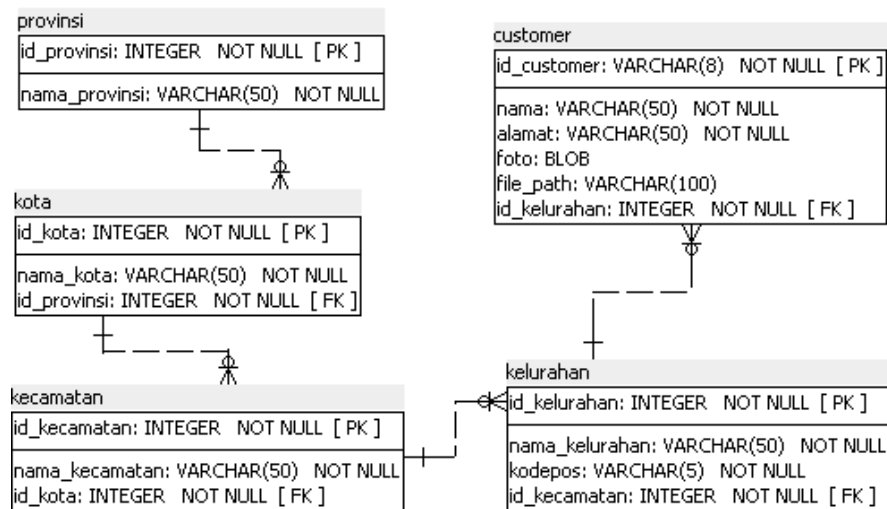 provinsi
id_provinsi: INTEGER NOT NULL [ PK ]
nama_provinsi: VARCHAR(50) NOT NULL
kota
id_kota: INTEGER NOT NULL [ PK ]
nama_kota: VARCHAR(50) NOT NULL
id_provinsi: INTEGER NOT NULL [ FK ]
kecamatan
id_kecamatan: INTEGER NOT NULL [ PK ]
nama_kecamatan: VARCHAR(50) NOT NULL
id_kota: INTEGER NOT NULL [ FK ]
customer
id_customer: VARCHAR(8) NOT NULL [ PK ]
nama: VARCHAR(50) NOT NULL
alamat: VARCHAR(50) NOT NULL
foto: BLOB
file_path: VARCHAR(100)
id_kelurahan: INTEGER NOT NULL [ FK ]
kelurahan
id_kelurahan: INTEGER NOT NULL [ PK ]
nama_kelurahan: VARCHAR(50) NOT NULL
kodepos: VARCHAR(5) NOT NULL
id_kecamatan: INTEGER NOT NULL [ FK ]